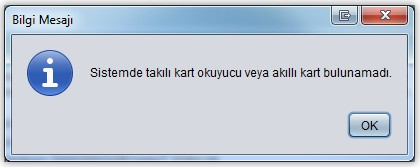 Bilgi Mesajı
Sistemde takılı kart okuyucu veya akıllı kart bulunamadı.
OK